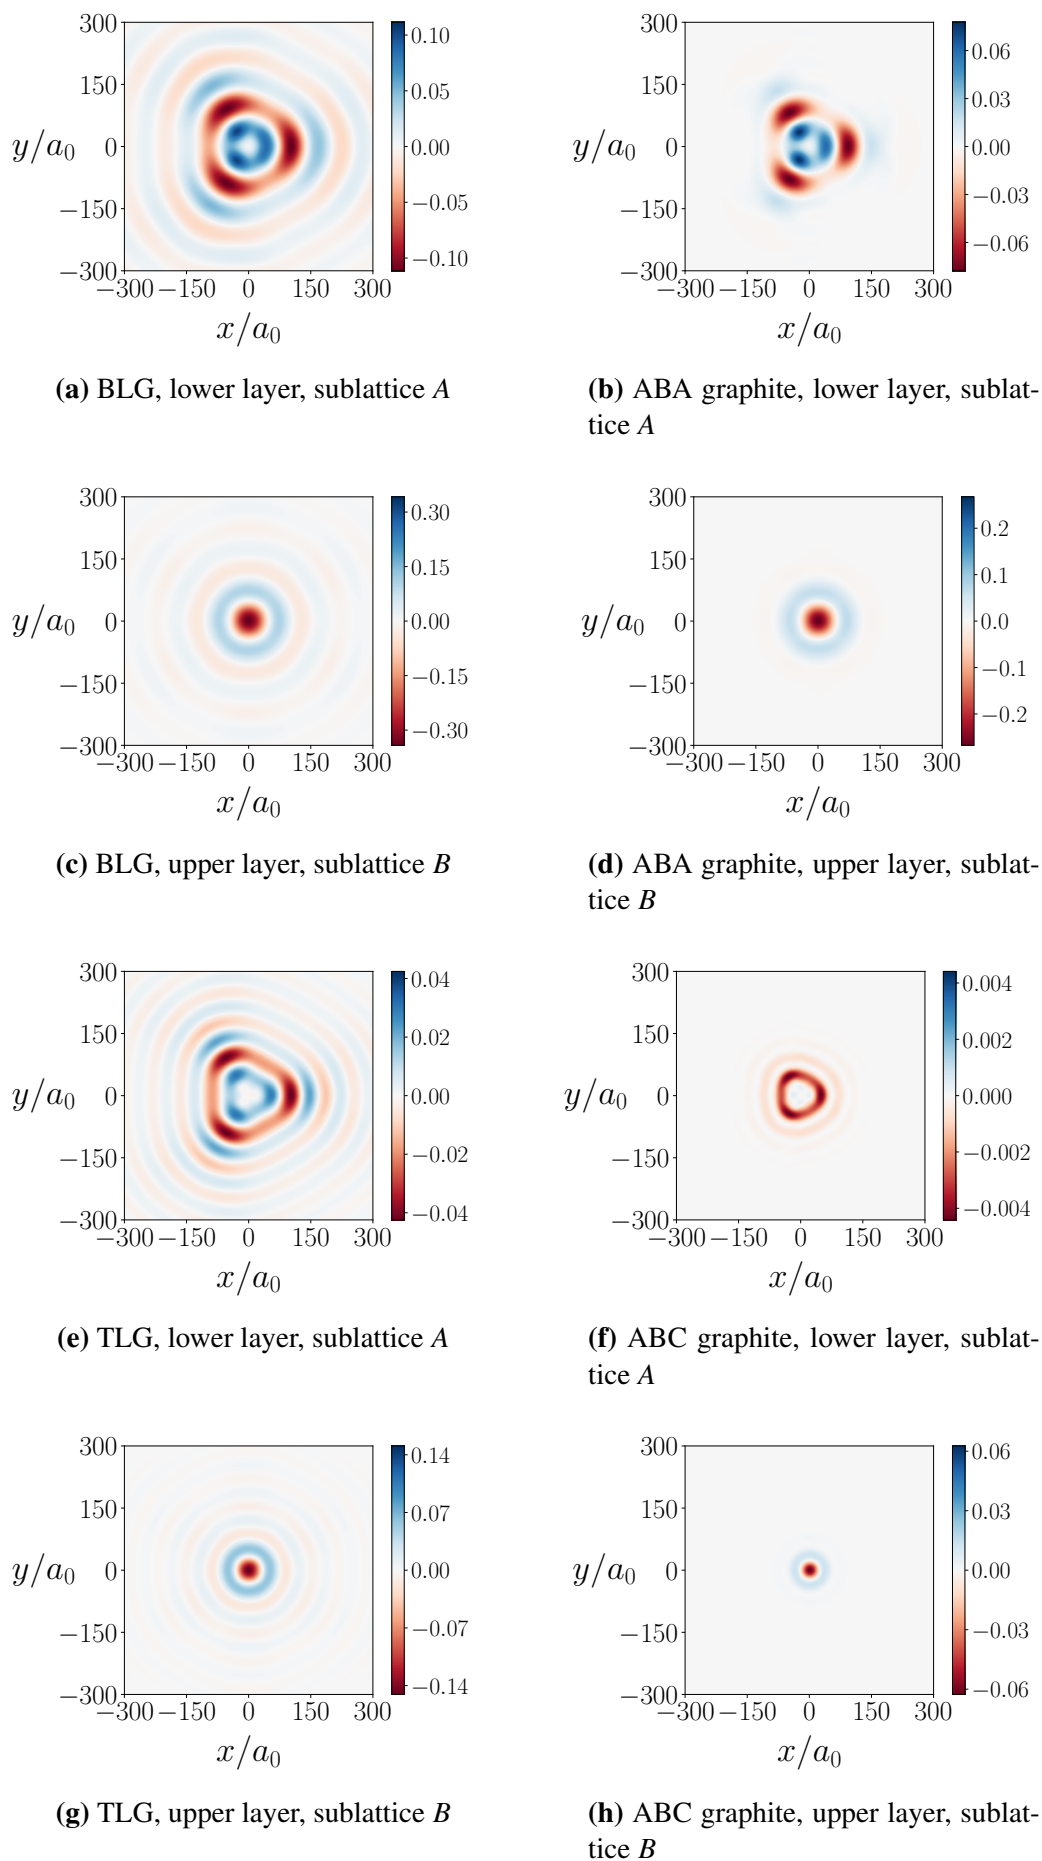 300
150
0
−150
−300
y/a₀
−300 −150 0 150 300
x/a₀
0.10
0.05
0.00
−0.05
−0.10
(a) BLG, lower layer, sublattice A
300
150
0
−150
−300
y/a₀
−300 −150 0 150 300
x/a₀
0.06
0.03
0.00
−0.03
−0.06
(b) ABA graphite, lower layer, sublat-
tice A
300
150
0
−150
−300
y/a₀
−300 −150 0 150 300
x/a₀
0.30
0.15
0.00
−0.15
−0.30
(c) BLG, upper layer, sublattice B
300
150
0
−150
−300
y/a₀
−300 −150 0 150 300
x/a₀
0.2
0.1
0.0
−0.1
−0.2
(d) ABA graphite, upper layer, sublat-
tice B
300
150
0
−150
−300
y/a₀
−300 −150 0 150 300
x/a₀
0.04
0.02
0.00
−0.02
−0.04
(e) TLG, lower layer, sublattice A
300
150
0
−150
−300
y/a₀
−300 −150 0 150 300
x/a₀
0.004
0.002
0.000
−0.002
−0.004
(f) ABC graphite, lower layer, sublat-
tice A
300
150
0
−150
−300
y/a₀
−300 −150 0 150 300
x/a₀
0.14
0.07
0.00
−0.07
−0.14
(g) TLG, upper layer, sublattice B
300
150
0
−150
−300
y/a₀
−300 −150 0 150 300
x/a₀
0.06
0.03
0.00
−0.03
−0.06
(h) ABC graphite, upper layer, sublat-
tice B